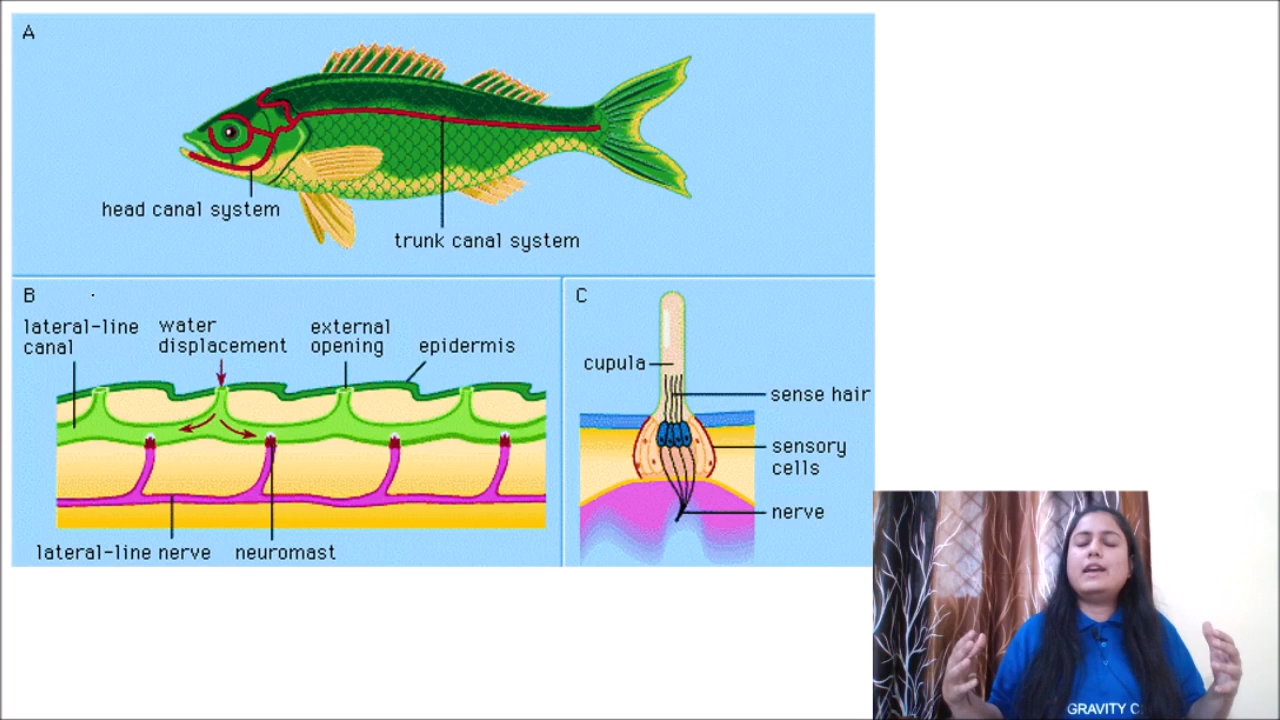 A
head canal system
trunk canal system
B
lateral-line
canal
water
displacement
external
opening
epidermis
lateral-line nerve
neuromast
C
cupula
sense hair
sensory
cells
nerve
GRAVITY C